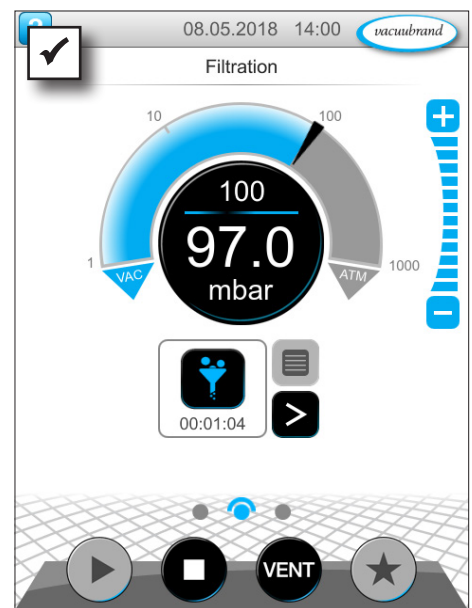 08.05.2018 14:00 vacuubrand
Filtration
10 100
100
97.0
mbar
1 VAC ATM 1000
00:01:04
VENT